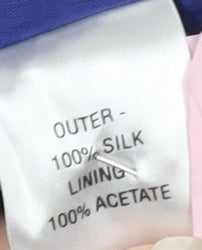 OUTER -
100% SILK
LINING
100% ACETATE